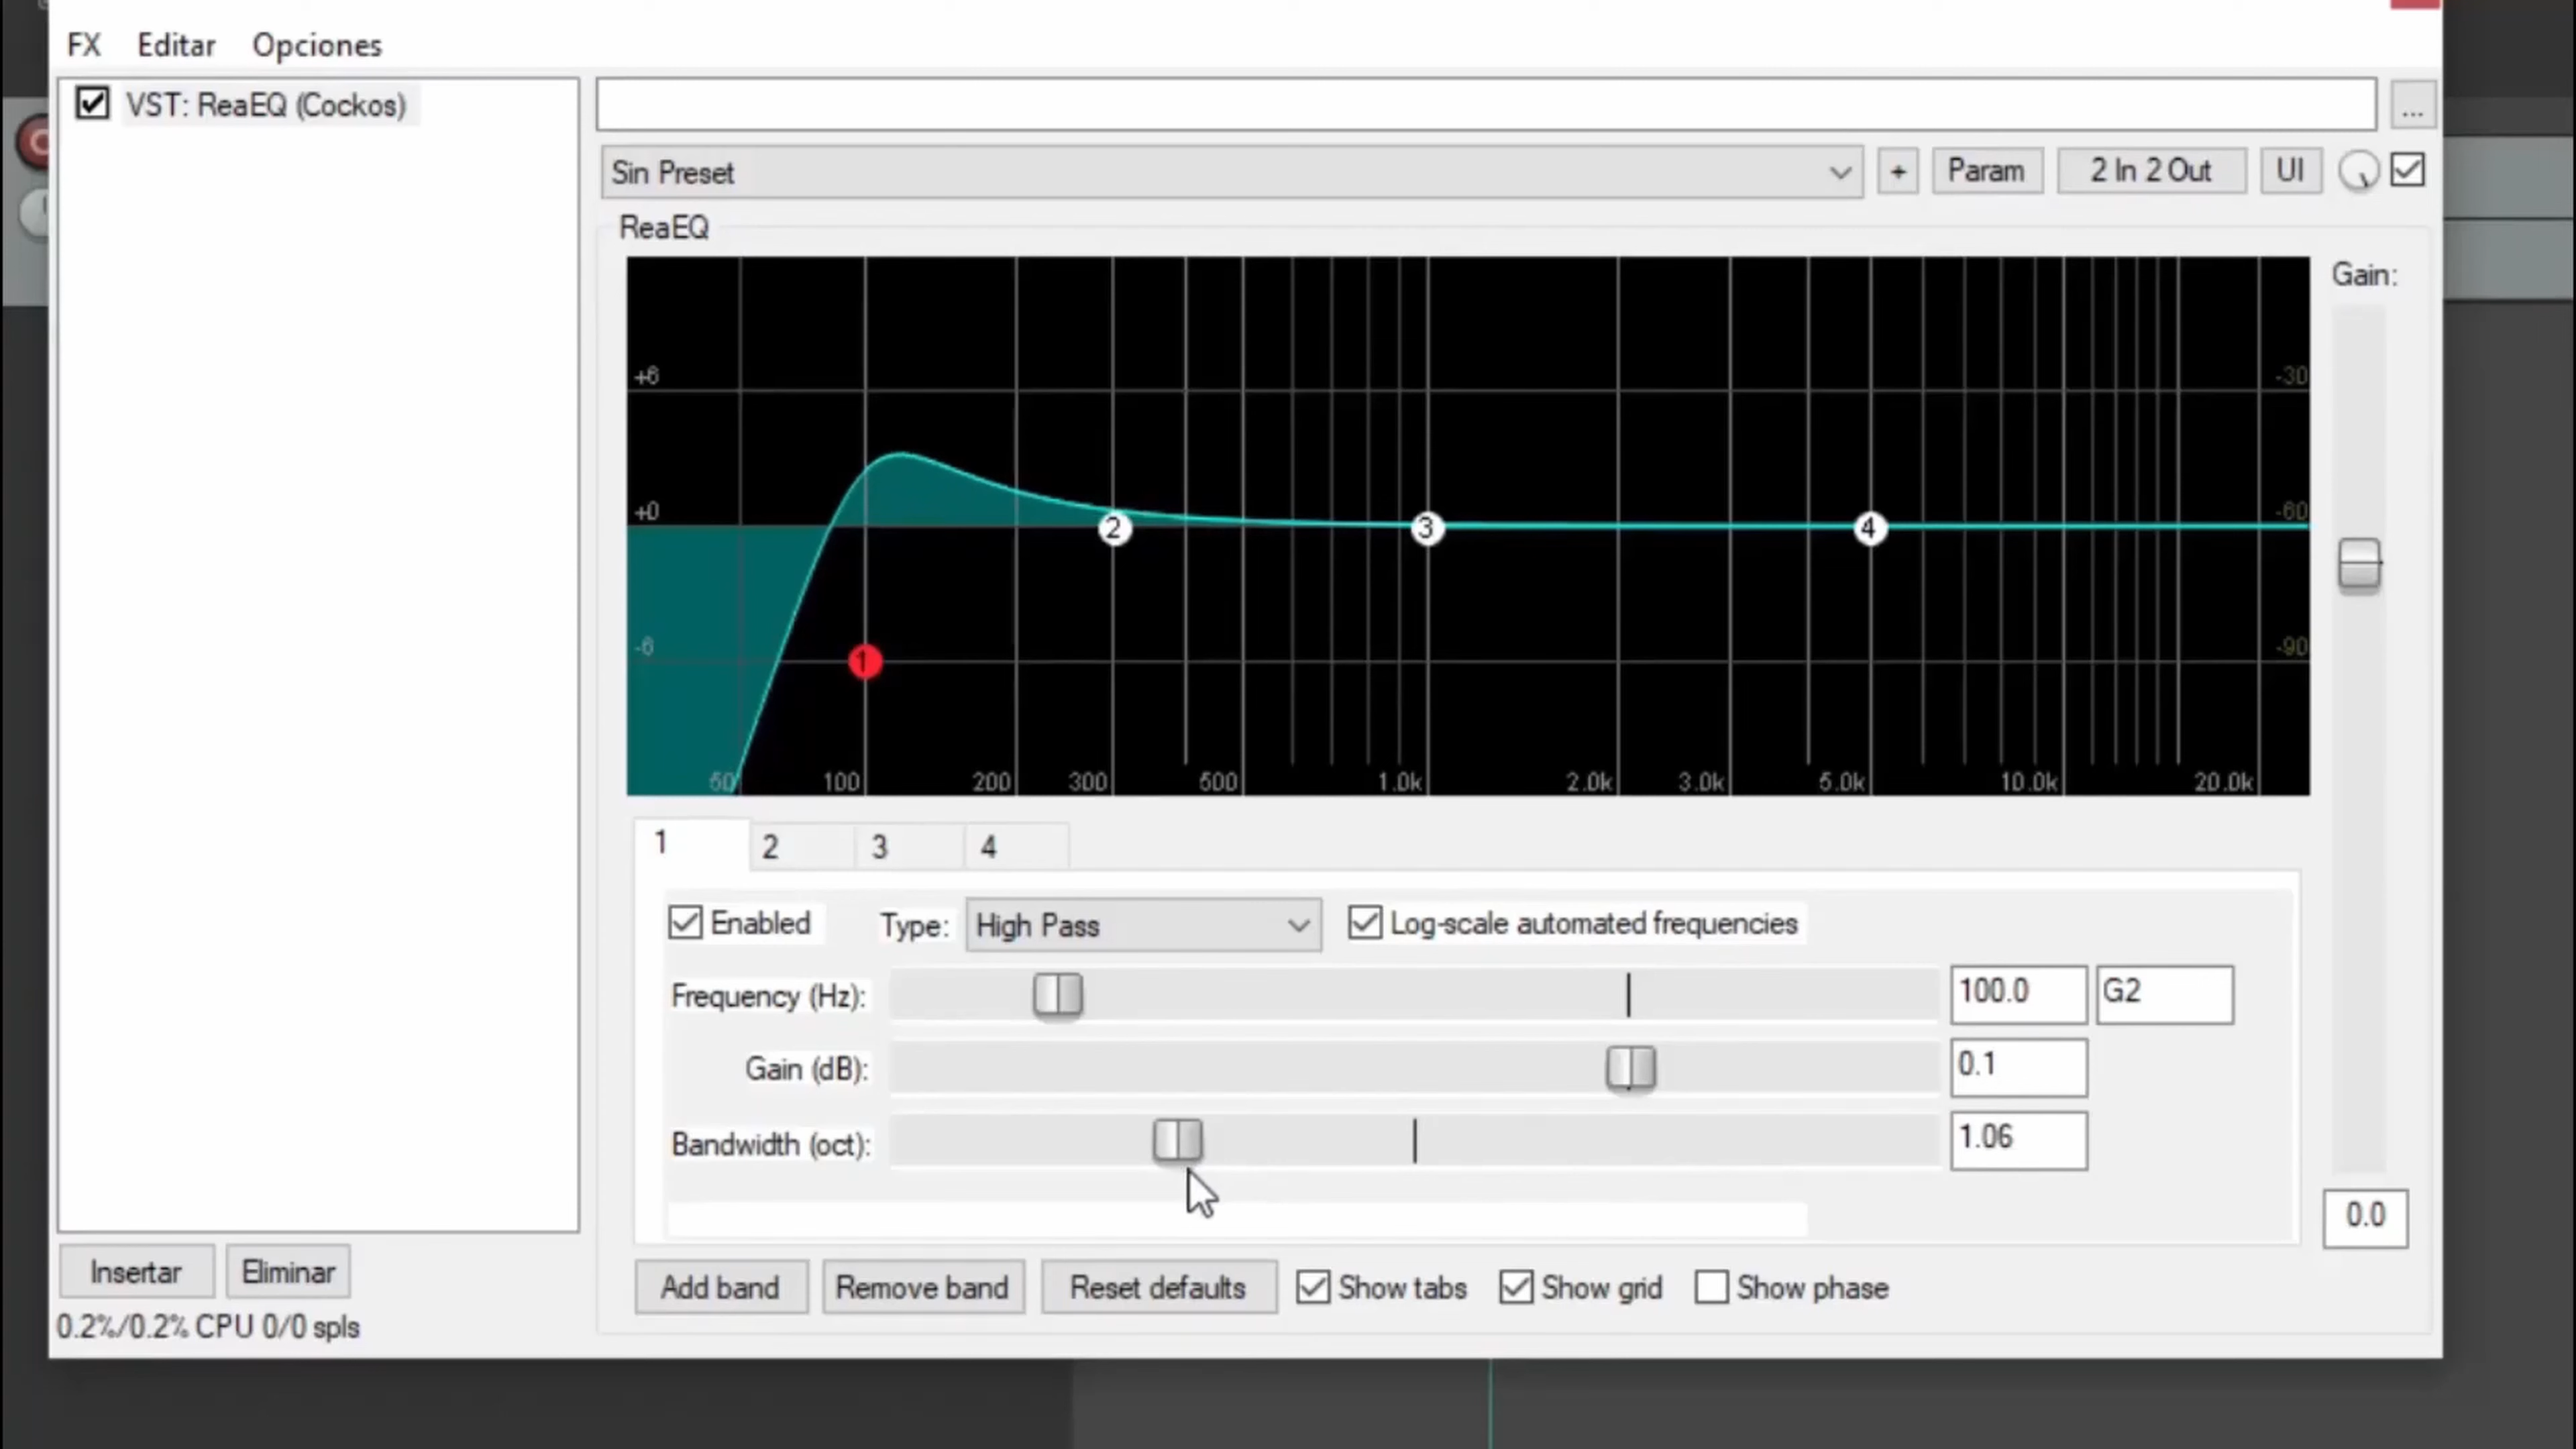 FX Editar Opciones
VST: ReaEQ (Cockos)
...
Sin Preset + Param 2 In 2 Out UI
ReaEQ
Gain:
+6 -30
+0 -60
-6 -90
2 3 4
1
50 100 200 300 500 1.0k 2.0k 3.0k 5.0k 10.0k 20.0k
1 2 3 4
Enabled Type: High Pass Log-scale automated frequencies
Frequency (Hz): 100.0 G2
Gain (dB): 0.1
Bandwidth (oct): 1.06
0.0
Insertar Eliminar Add band Remove band Reset defaults Show tabs Show grid Show phase
0.2%/0.2% CPU 0/0 spls